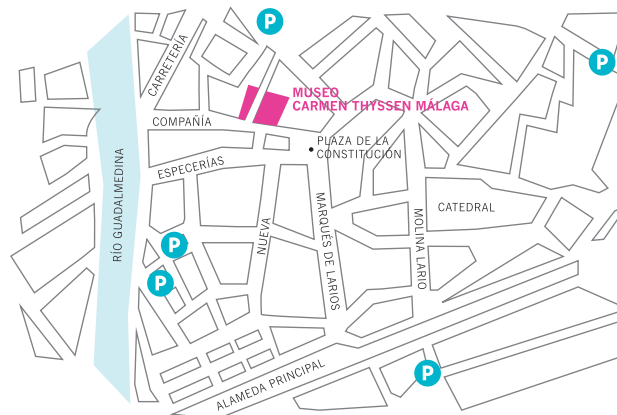 P
P
CARRETERÍA
MUSEO
CARMEN THYSSEN MÁLAGA
COMPAÑÍA
PLAZA DE LA
CONSTITUCIÓN
ESPECERÍAS
RÍO GUADALMEDINA
NUEVA
MARQUÉS DE LARIOS
MOLINA LARIO
CATEDRAL
P
P
P
ALAMEDA PRINCIPAL